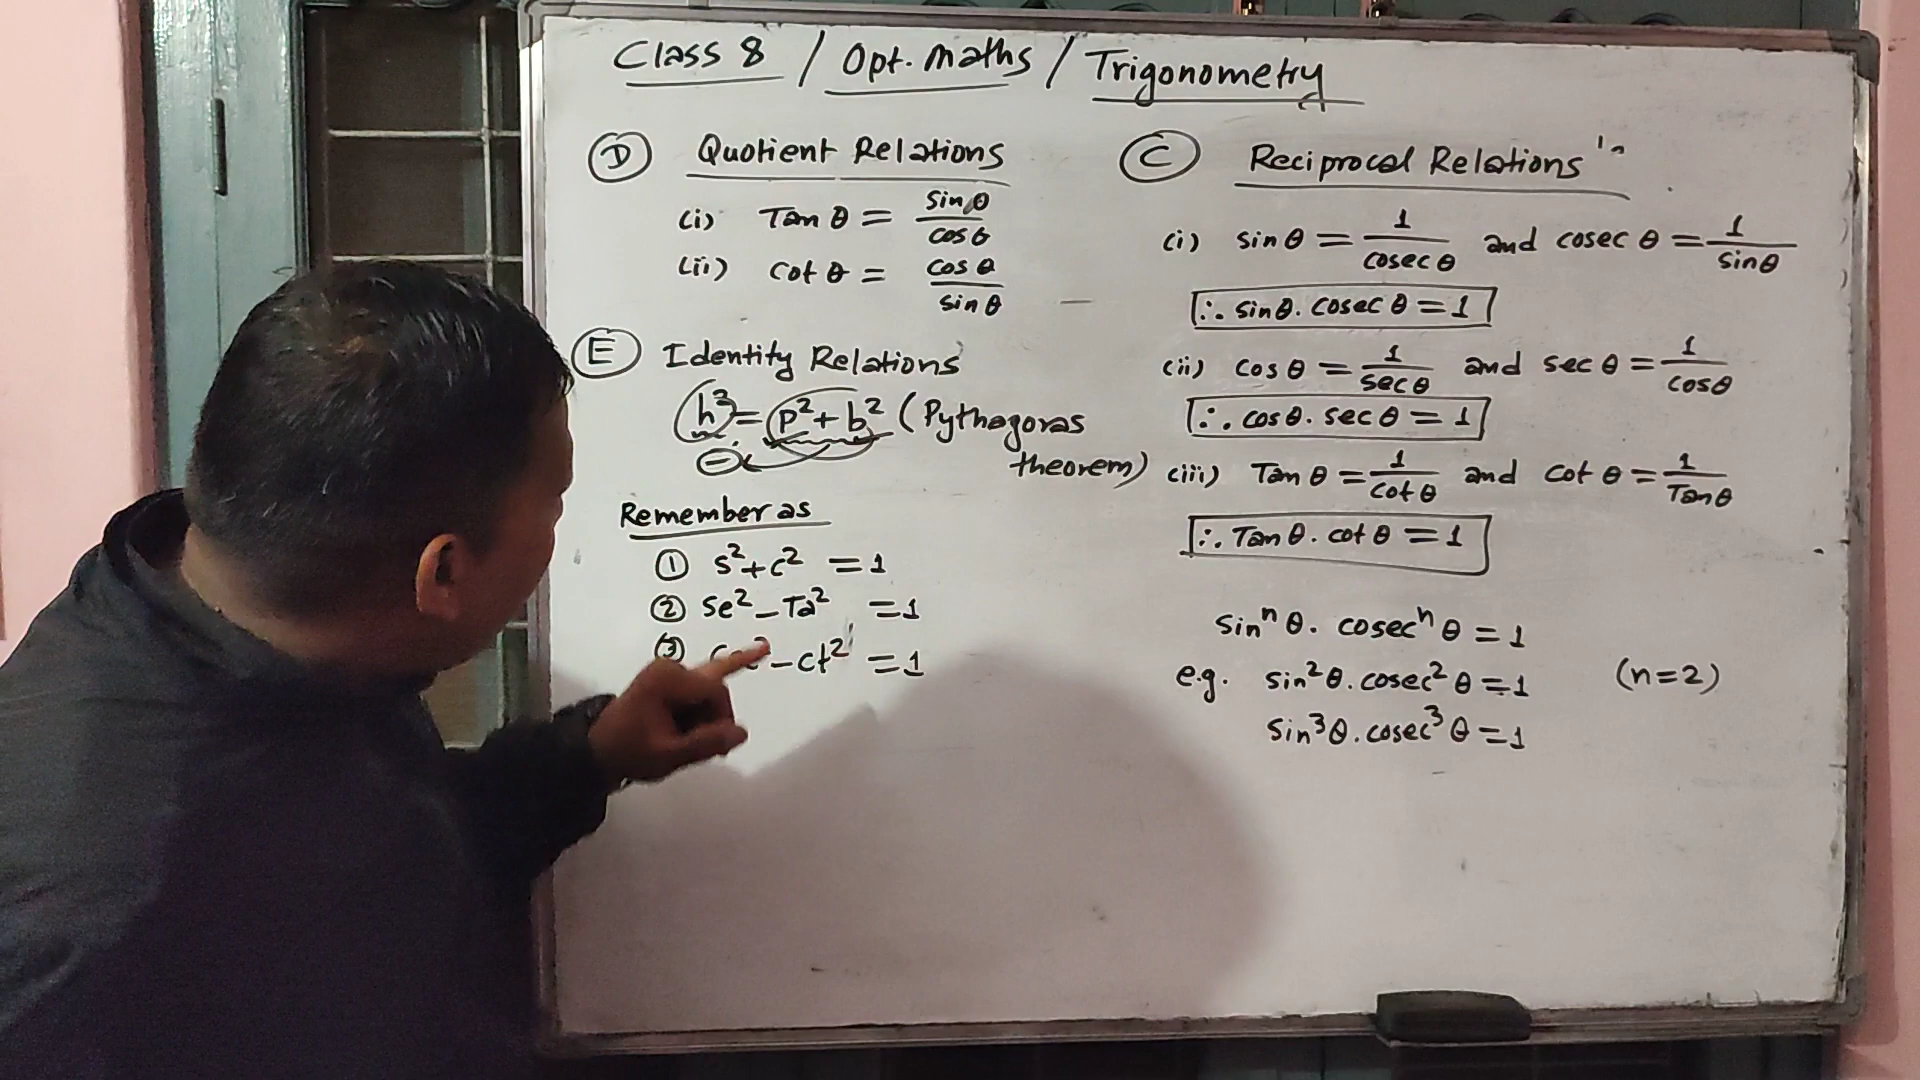 Class 8 / Opt. Maths / Trigonometry
D Quotient Relations
(i) Tan θ = sin θ / cos θ
(ii) cot θ = cos θ / sin θ
E Identity Relations
h² = p² + b² (Pythagoras theorem)
Remember as
① s² + c² = 1
② Se² – Ta² = 1
③ – ct² = 1
C Reciprocal Relations
(i) sin θ = 1 / cosec θ and cosec θ = 1 / sin θ
∴ sin θ . cosec θ = 1
(ii) cos θ = 1 / sec θ and sec θ = 1 / cos θ
∴ cos θ . sec θ = 1
(iii) Tan θ = 1 / cot θ and cot θ = 1 / Tan θ
∴ Tan θ . cot θ = 1
sinⁿ θ . cosecⁿ θ = 1
e.g. sin² θ . cosec² θ = 1 (n=2)
sin³ θ . cosec³ θ = 1